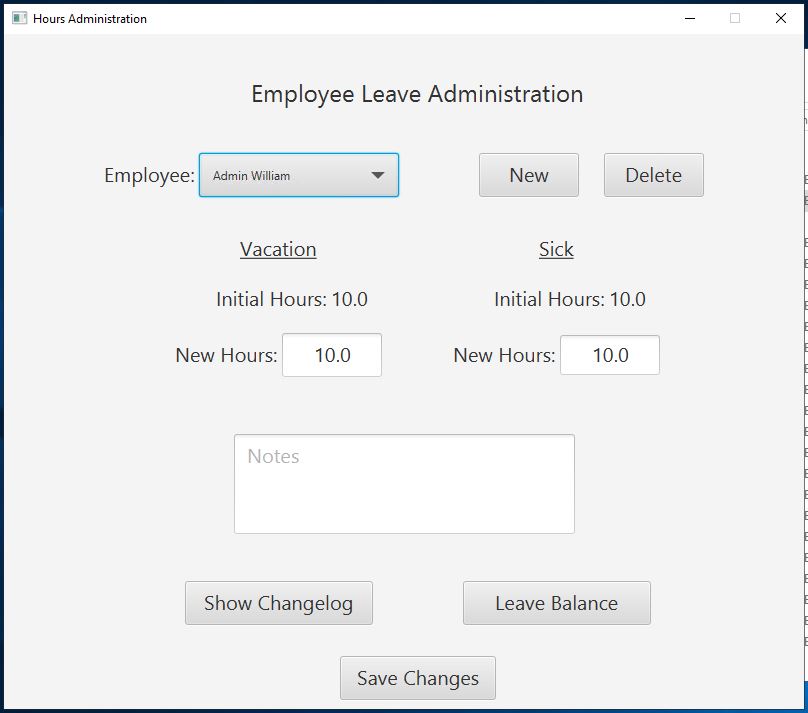 Hours Administration
Employee Leave Administration
Employee: Admin William New Delete
Vacation Sick
Initial Hours: 10.0 Initial Hours: 10.0
New Hours: 10.0 New Hours: 10.0
Notes
Show Changelog Leave Balance
Save Changes